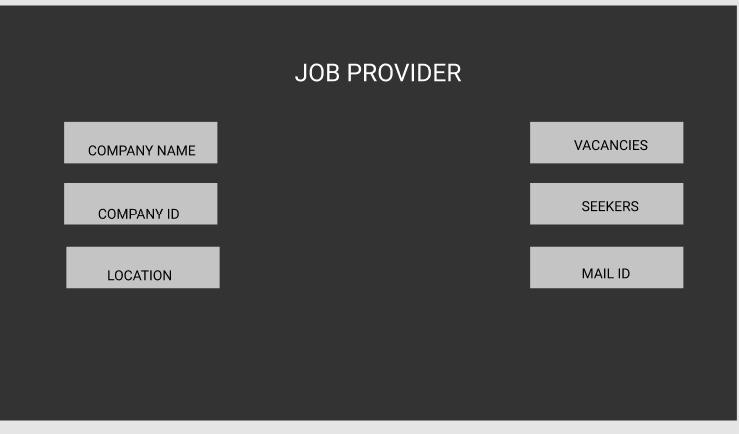 JOB PROVIDER
COMPANY NAME
COMPANY ID
LOCATION
VACANCIES
SEEKERS
MAIL ID